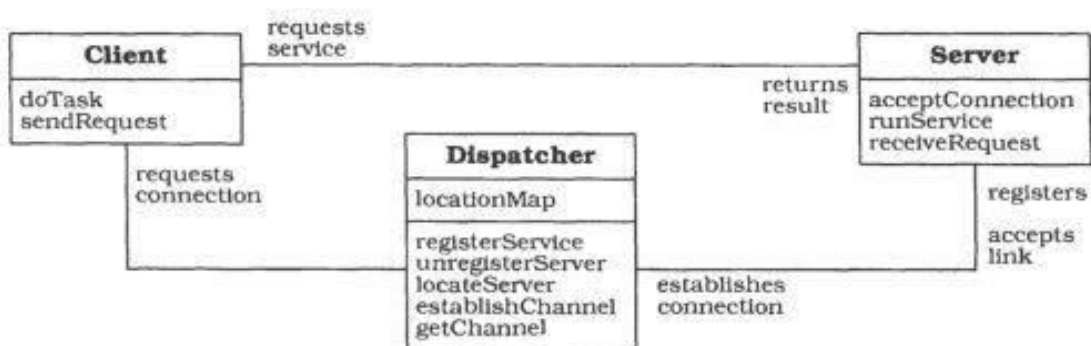 requests
service
Client
Server
doTask
sendRequest
returns
result
acceptConnection
runService
receiveRequest
Dispatcher
requests
connection
locationMap
registers
registerService
unregisterServer
locateServer
establishChannel
getChannel
accepts
link
establishes
connection